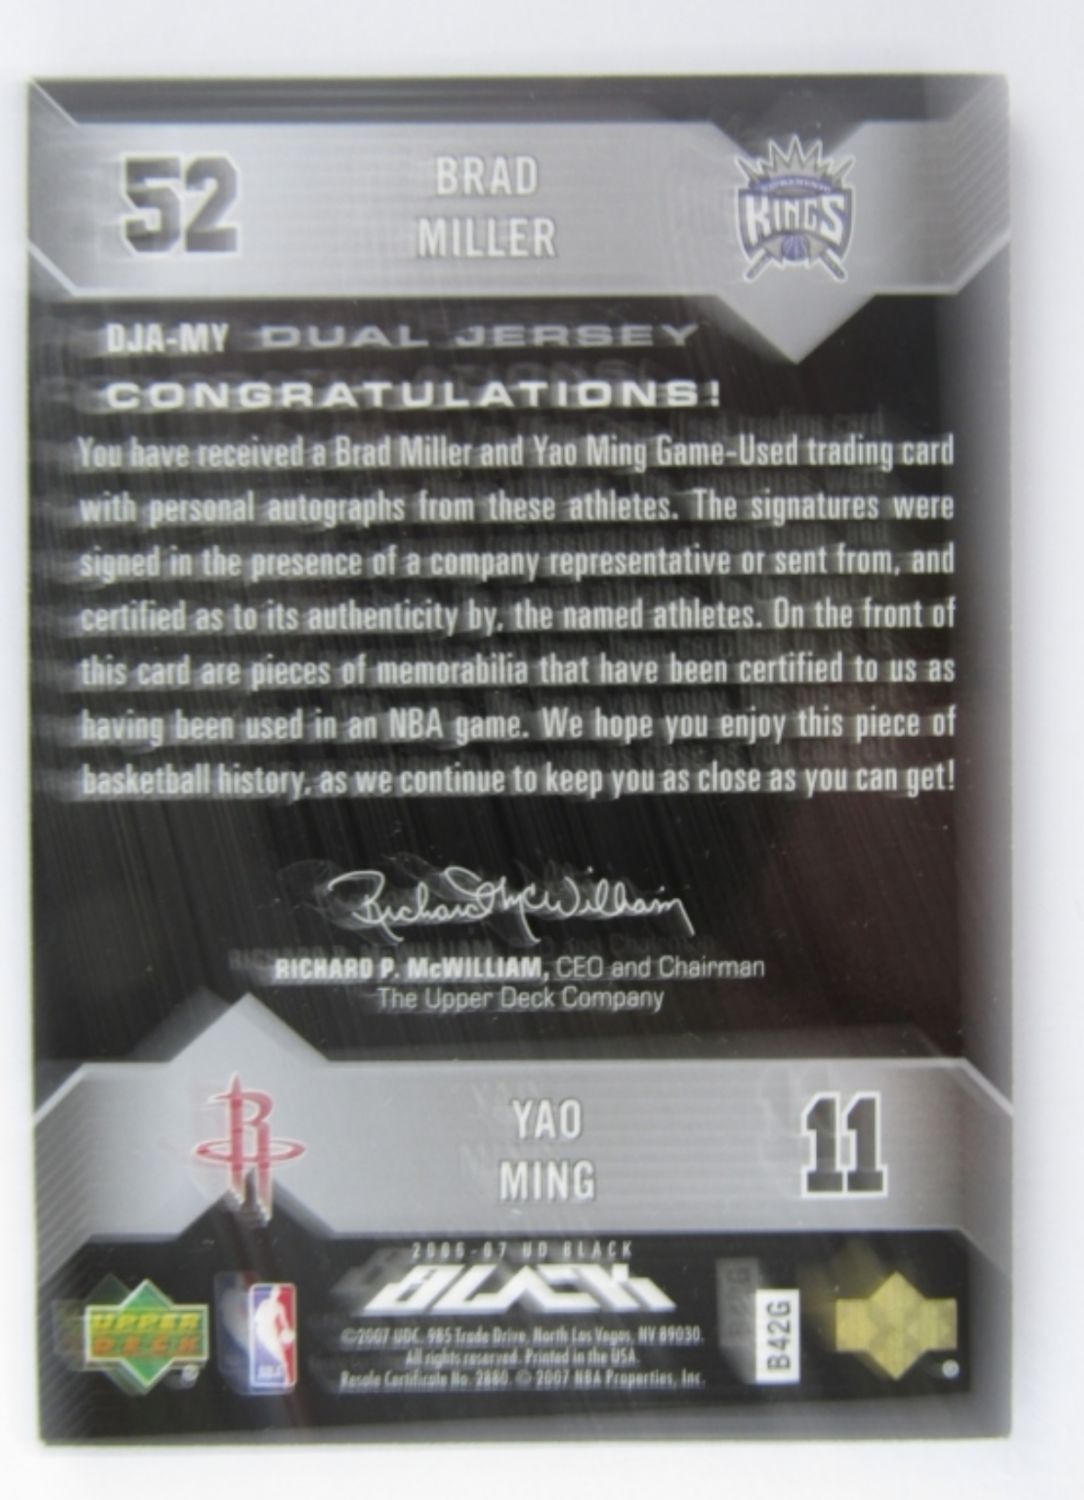 52
BRAD
MILLER
SACRAMENTO
KINGS
DJA-MY DUAL JERSEY
CONGRATULATIONS!
You have received a Brad Miller and Yao Ming Game-Used trading card
with personal autographs from these athletes. The signatures were
signed in the presence of a company representative or sent from, and
certified as to its authenticity by, the named athletes. On the front of
this card are pieces of memorabilia that have been certified to us as
having been used in an NBA game. We hope you enjoy this piece of
basketball history, as we continue to keep you as close as you can get!
Richard McWilliam
RICHARD P. McWILLIAM, CEO and Chairman
The Upper Deck Company
R
YAO
MING
11
2006-07 UD BLACK
BLACK
UPPER
DECK
NBA
©2007 UDC. 985 Trade Drive, North Las Vegas, NV 89030.
All rights reserved. Printed in the USA.
Resale Certificate No. 2880. © 2007 NBA Properties, Inc.
B42G